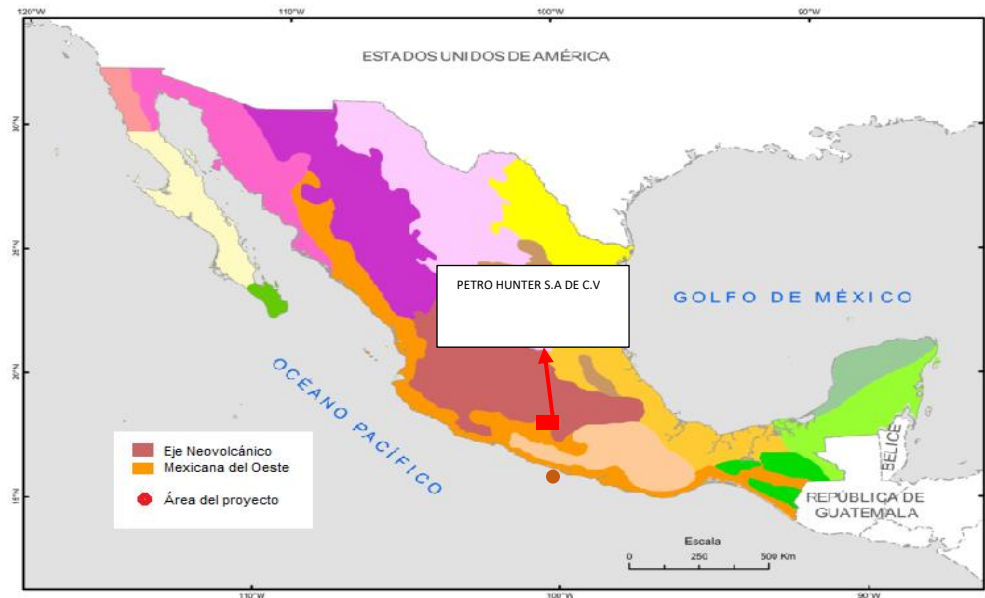 120°W
110°W
100°W
90°W
ESTADOS UNIDOS DE AMÉRICA
30°N
25°N
PETRO HUNTER S.A DE C.V
GOLFO DE MÉXICO
20°N
OCÉANO PACÍFICO
Eje Neovolcánico
Mexicana del Oeste
Área del proyecto
BELICE
REPÚBLICA DE
GUATEMALA
15°N
Escala
0 250 500 Km
110°W
100°W
90°W